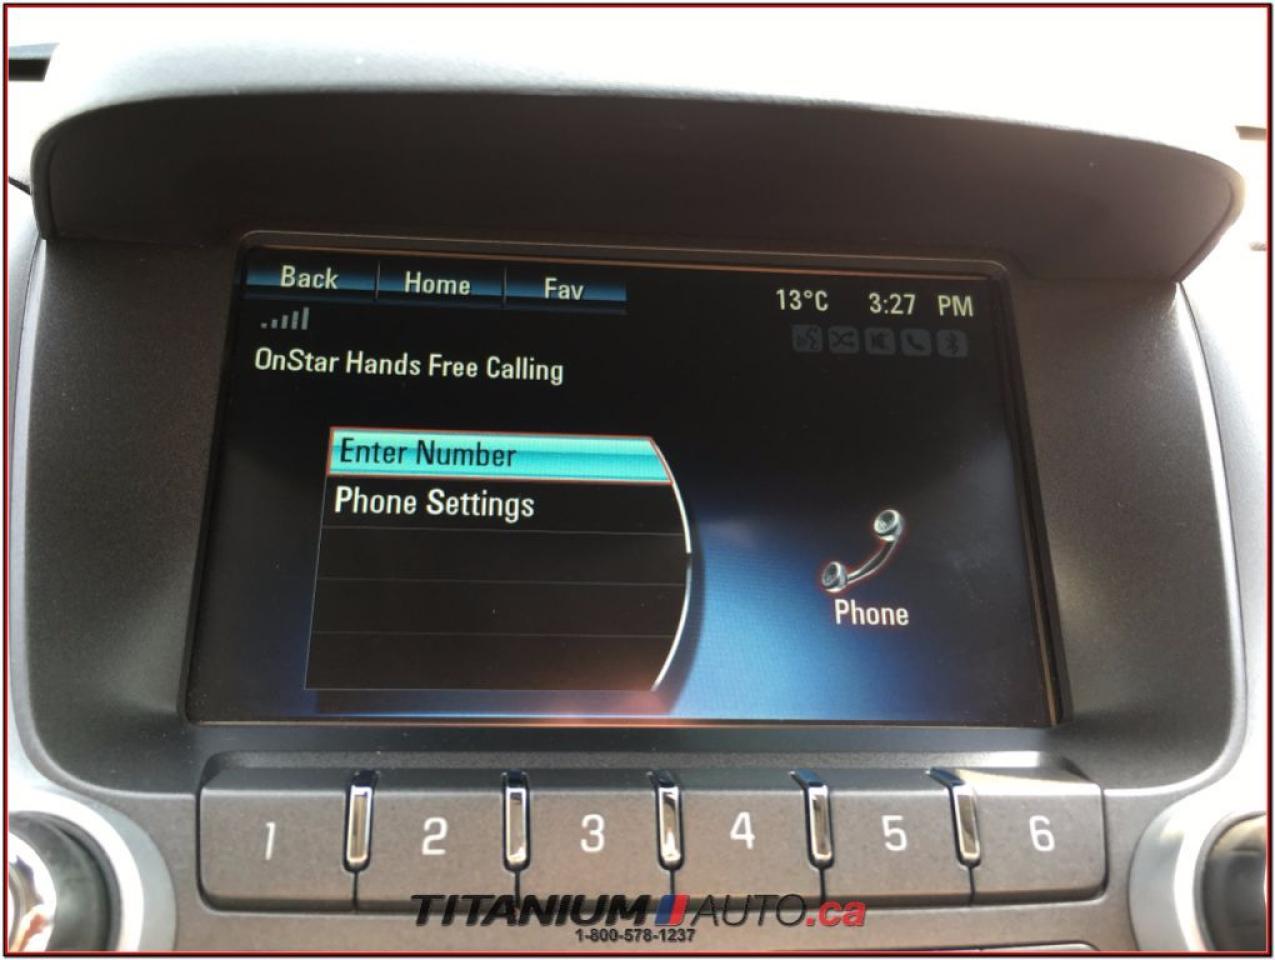 Back Home Fav
13°C 3:27 PM
OnStar Hands Free Calling
Enter Number
Phone Settings
Phone
1 2 3 4 5 6
TITANIUM AUTO.ca
1-800-578-1237